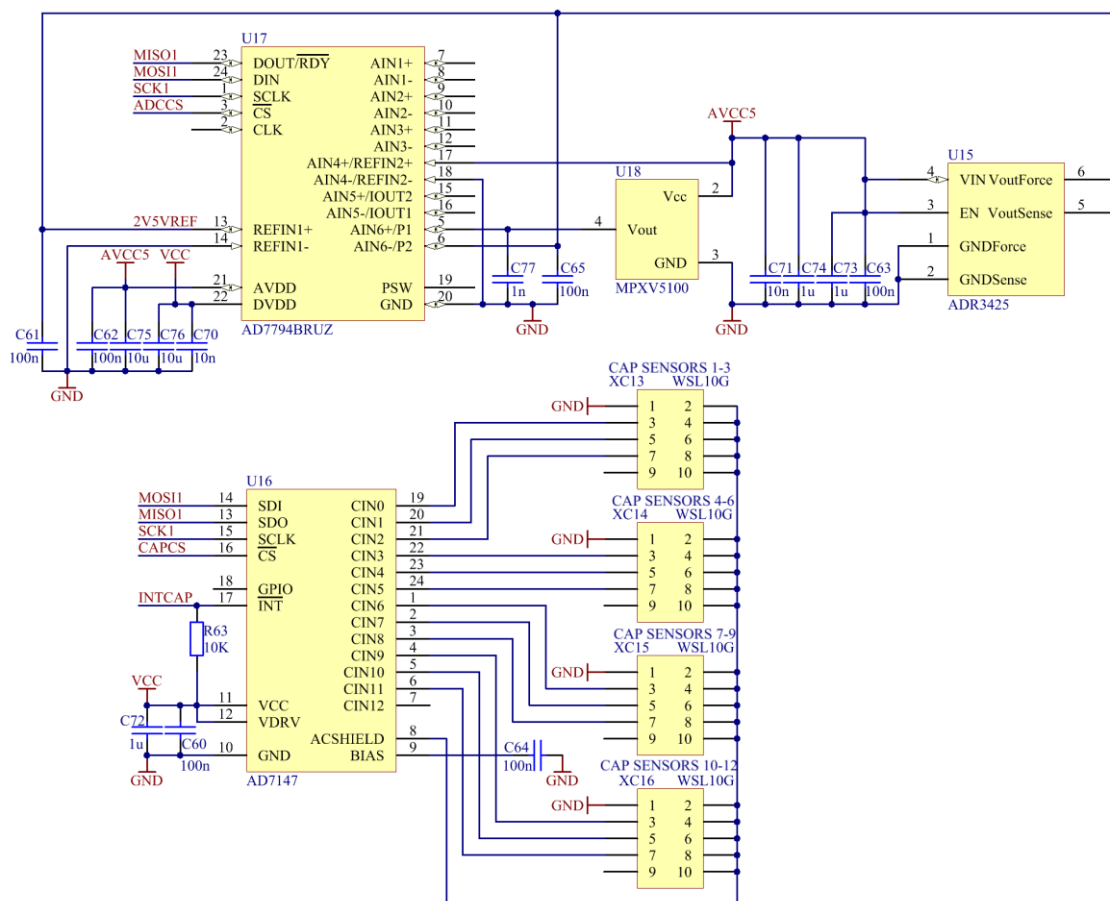 U17
MISO1 23 DOUT/RDY AIN1+ 7
MOSI1 24 DIN AIN1- 8
SCK1 1 SCLK AIN2+ 9
ADCCS 3 CS AIN2- 10
2 CLK AIN3+ 11
AIN3- 12
AIN4+/REFIN2+ 17
AIN4-/REFIN2- 18
AIN5+/IOUT2 15
AIN5-/IOUT1 16
2V5VREF 13 REFIN1+ AIN6+/P1 5
14 REFIN1- AIN6-/P2 6
AVCC5 VCC
21 AVDD PSW 19
22 DVDD GND 20
AD7794BRUZ
C61
100n
C62
100n
C75
10u
C76
10u
C70
10n
GND
C77
1n
C65
100n
GND
U18
Vcc 2
4 Vout
GND 3
MPXV5100
AVCC5
C71
10n
C74
1u
C73
1u
C63
100n
GND
U15
4 VIN VoutForce 6
3 EN VoutSense 5
1 GNDForce
2 GNDSense
ADR3425
U16
MOSI1 14 SDI CIN0 19
MISO1 13 SDO CIN1 20
SCK1 15 SCLK CIN2 21
CAPCS 16 CS CIN3 22
CIN4 23
18 GPIO CIN5 24
INTCAP 17 INT CIN6 1
CIN7 2
R63
10K
CIN8 3
CIN9 4
CIN10 5
CIN11 6
VCC
11 VCC CIN12 7
12 VDRV
ACSHIELD 8
10 GND BIAS 9
AD7147
C72
1u
C60
100n
GND
C64
100n
GND
CAP SENSORS 1-3
XC13 WSL10G
GND 1 2
3 4
5 6
7 8
9 10
CAP SENSORS 4-6
XC14 WSL10G
GND 1 2
3 4
5 6
7 8
9 10
CAP SENSORS 7-9
XC15 WSL10G
GND 1 2
3 4
5 6
7 8
9 10
CAP SENSORS 10-12
XC16 WSL10G
GND 1 2
3 4
5 6
7 8
9 10